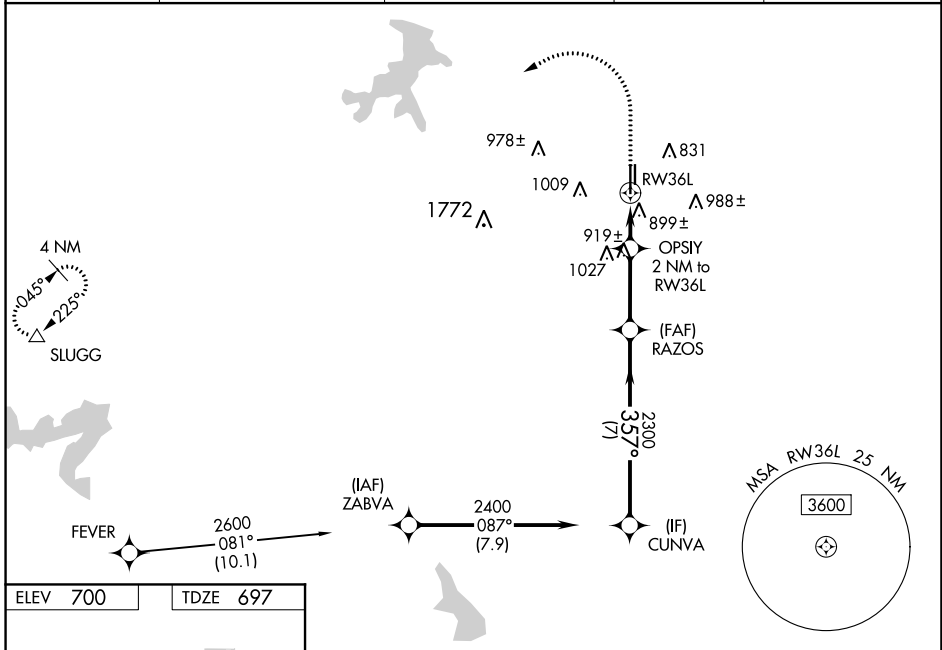 978±
831
1009
RW36L
988±
1772
899±
919±
OPSIY
4 NM
1027
2 NM to
RW36L
045°
225°
(FAF)
RAZOS
SLUGG
2300
357°
(7)
MSA RW36L 25 NM
3600
(IAF)
ZABVA
2400
087°
(7.9)
FEVER
2600
081°
(10.1)
(IF)
CUNVA
ELEV 700
TDZE 697